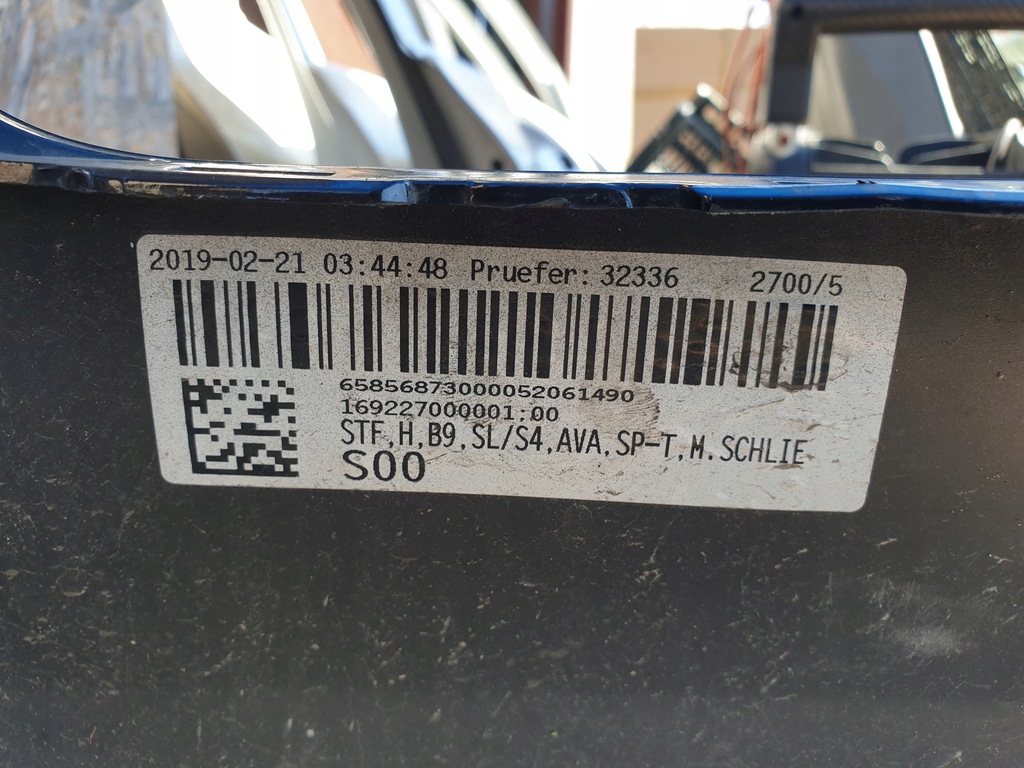 2019-02-21 03:44:48 Pruefer: 32336 2700/5
65856873000052061490
169227000001:00
STF,H,B9,SL/S4,AVA,SP-T,M.SCHLIE
S00